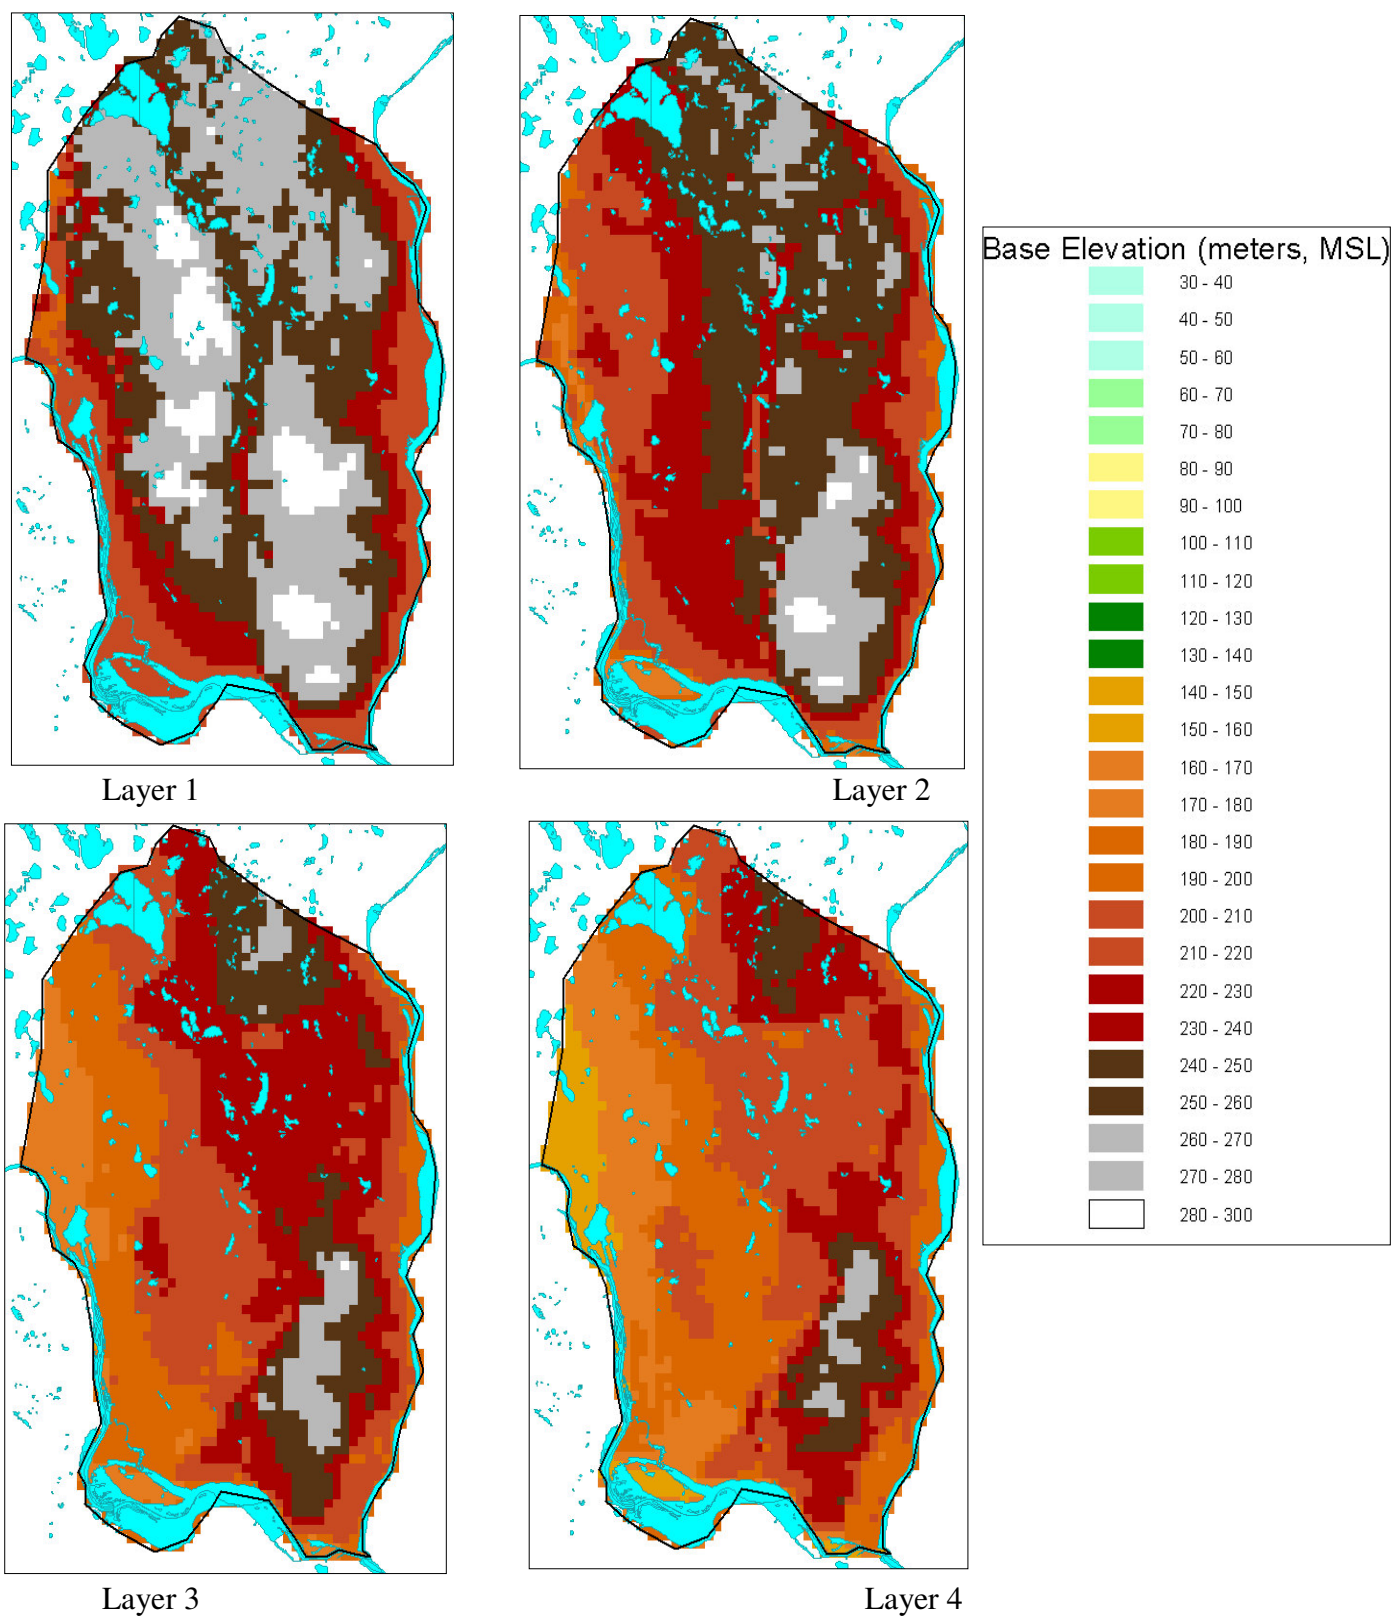 Base Elevation (meters, MSL)
30 - 40
40 - 50
50 - 60
60 - 70
70 - 80
80 - 90
90 - 100
100 - 110
110 - 120
120 - 130
130 - 140
140 - 150
150 - 160
160 - 170
170 - 180
180 - 190
190 - 200
200 - 210
210 - 220
220 - 230
230 - 240
240 - 250
250 - 260
260 - 270
270 - 280
280 - 300
Layer 1
Layer 2
Layer 3
Layer 4